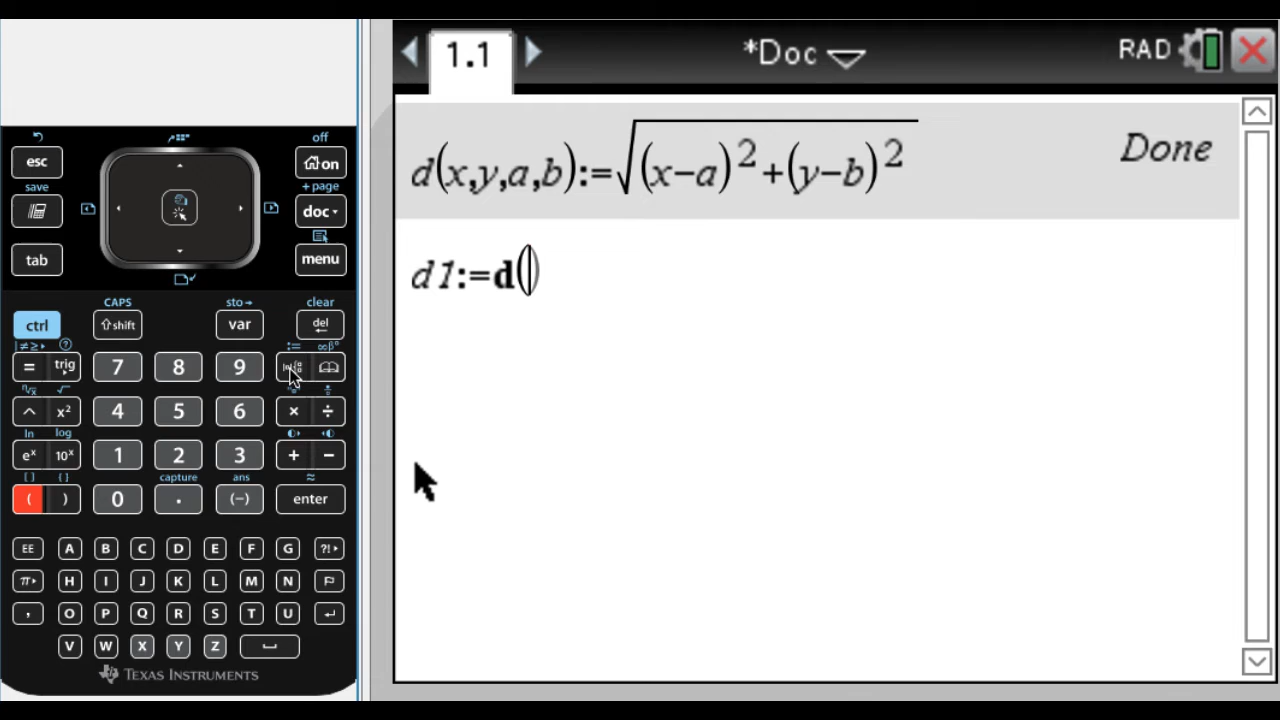 1.1
*Doc
RAD
d(x,y,a,b):=√(x−a)²+(y−b)²
Done
d1:=d()
off
esc
on
save
+ page
doc
tab
menu
CAPS
sto→
clear
ctrl
shift
var
del
|≠≥▸
:=
∞β°
=
trig
7
8
9
ⁿ√x
√
^
x²
4
5
6
×
÷
ln
log
eˣ
10ˣ
1
2
3
+
−
[ ]
{ }
capture
ans
≈
(
)
0
.
(−)
enter
EE
A
B
C
D
E
F
G
?!▸
π▸
H
I
J
K
L
M
N
,
O
P
Q
R
S
T
U
V
W
X
Y
Z
TEXAS INSTRUMENTS